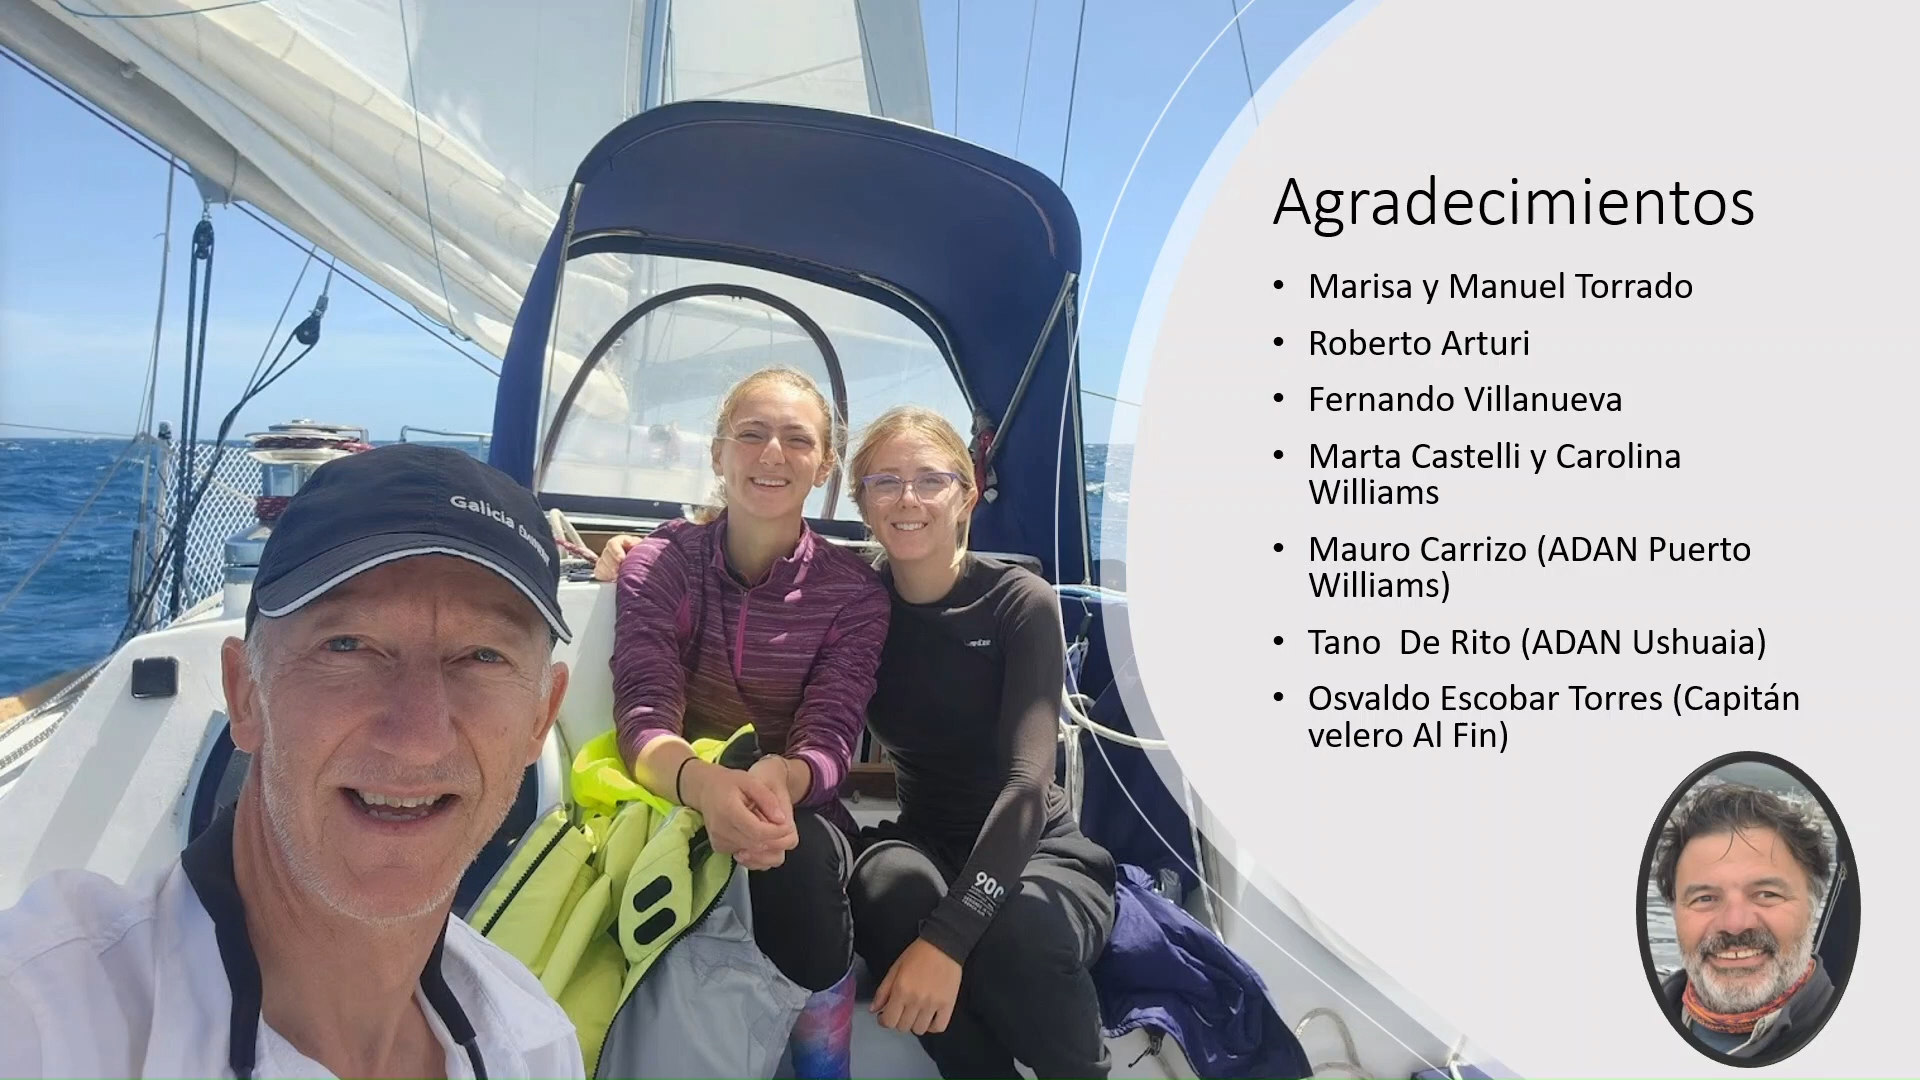 Agradecimientos
• Marisa y Manuel Torrado
• Roberto Arturi
• Fernando Villanueva
• Marta Castelli y Carolina
Williams
• Mauro Carrizo (ADAN Puerto
Williams)
• Tano  De Rito (ADAN Ushuaia)
• Osvaldo Escobar Torres (Capitán
velero Al Fin)
Galicia
900